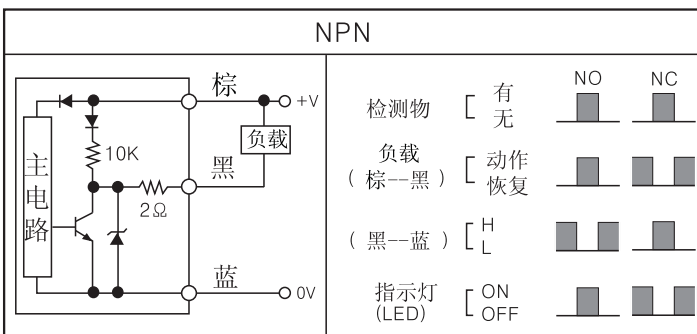 NPN
棕
+V
负载
10K
黑
主电路
2Ω
蓝
0V
NO NC
检测物 有
无
负载 动作
( 棕--黑 ) 恢复
( 黑--蓝 ) H
L
指示灯 ON
(LED) OFF